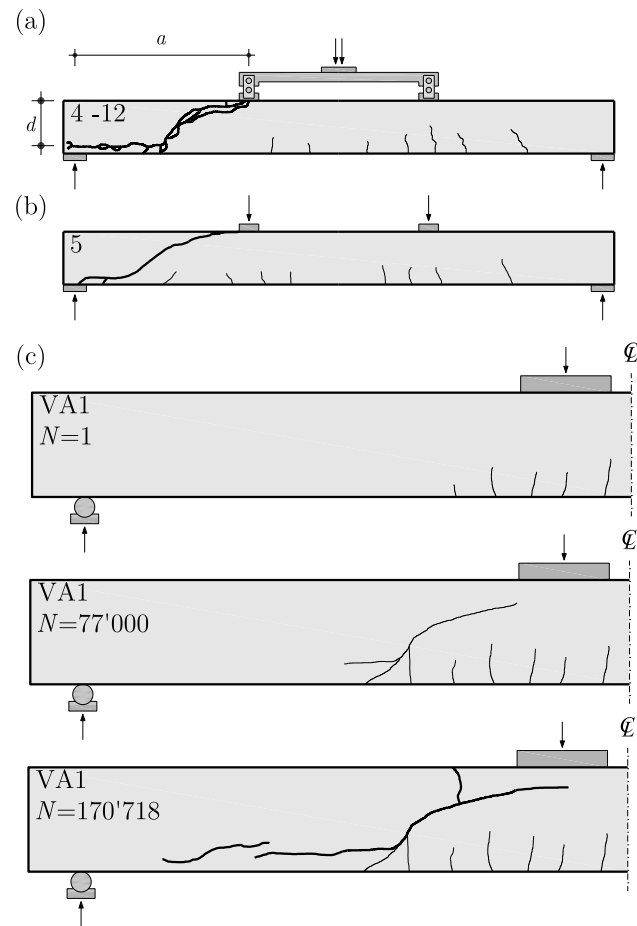 (a)
a
d
4 -12
(b)
5
(c)
℄
VA1
N=1
℄
VA1
N=77'000
℄
VA1
N=170'718